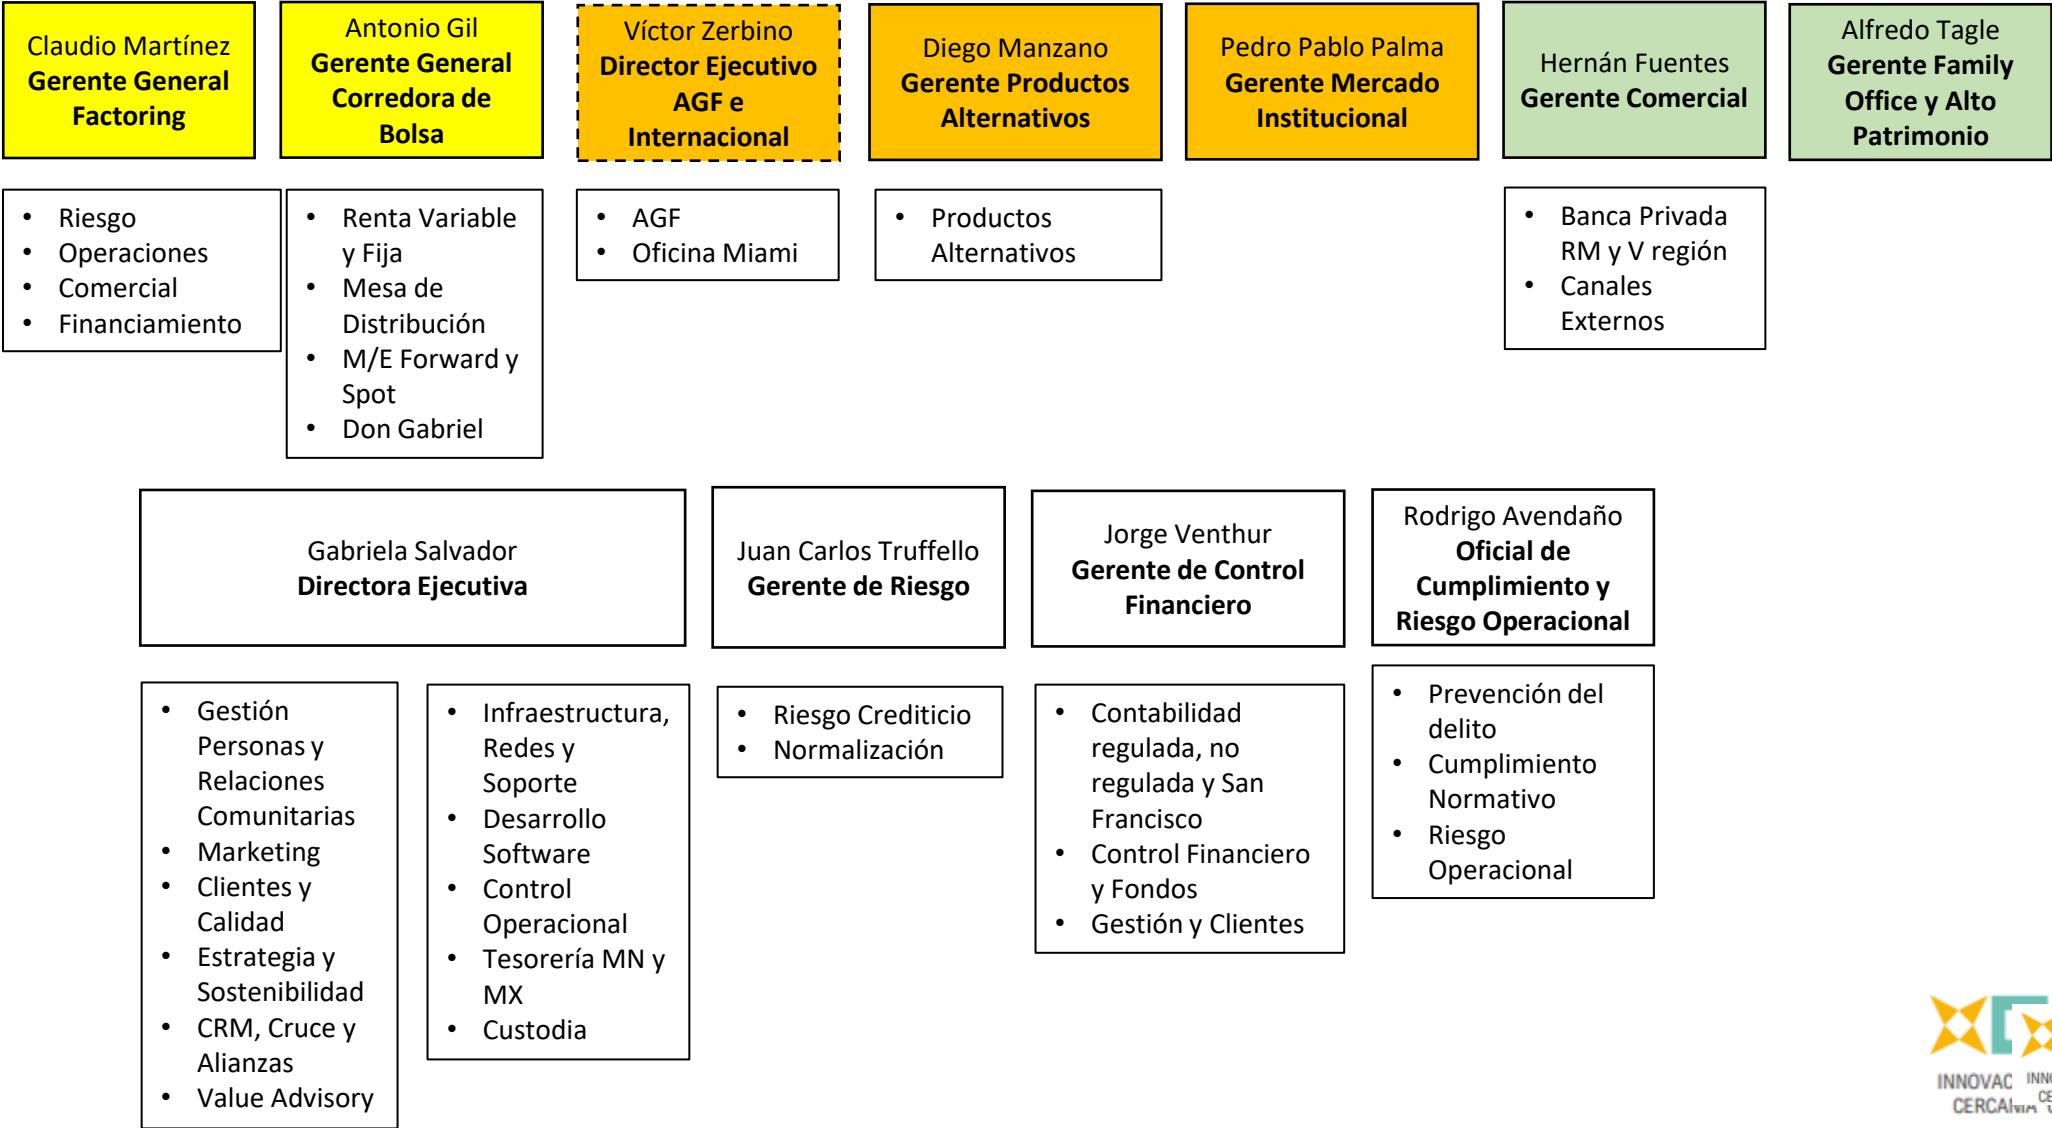 Claudio Martínez
Gerente General
Factoring
Antonio Gil
Gerente General
Corredora de
Bolsa
Víctor Zerbino
Director Ejecutivo
AGF e
Internacional
Diego Manzano
Gerente Productos
Alternativos
Pedro Pablo Palma
Gerente Mercado
Institucional
Hernán Fuentes
Gerente Comercial
Alfredo Tagle
Gerente Family
Office y Alto
Patrimonio
• Riesgo
• Operaciones
• Comercial
• Financiamiento
• Renta Variable
y Fija
• Mesa de
Distribución
• M/E Forward y
Spot
• Don Gabriel
• AGF
• Oficina Miami
• Productos
Alternativos
• Banca Privada
RM y V región
• Canales
Externos
Gabriela Salvador
Directora Ejecutiva
Juan Carlos Truffello
Gerente de Riesgo
Jorge Venthur
Gerente de Control
Financiero
Rodrigo Avendaño
Oficial de
Cumplimiento y
Riesgo Operacional
• Gestión
Personas y
Relaciones
Comunitarias
• Marketing
• Clientes y
Calidad
• Estrategia y
Sostenibilidad
• CRM, Cruce y
Alianzas
• Value Advisory
• Infraestructura,
Redes y
Soporte
• Desarrollo
Software
• Control
Operacional
• Tesorería MN y
MX
• Custodia
• Riesgo Crediticio
• Normalización
• Contabilidad
regulada, no
regulada y San
Francisco
• Control Financiero
y Fondos
• Gestión y Clientes
• Prevención del
delito
• Cumplimiento
Normativo
• Riesgo
Operacional
INNOVAC